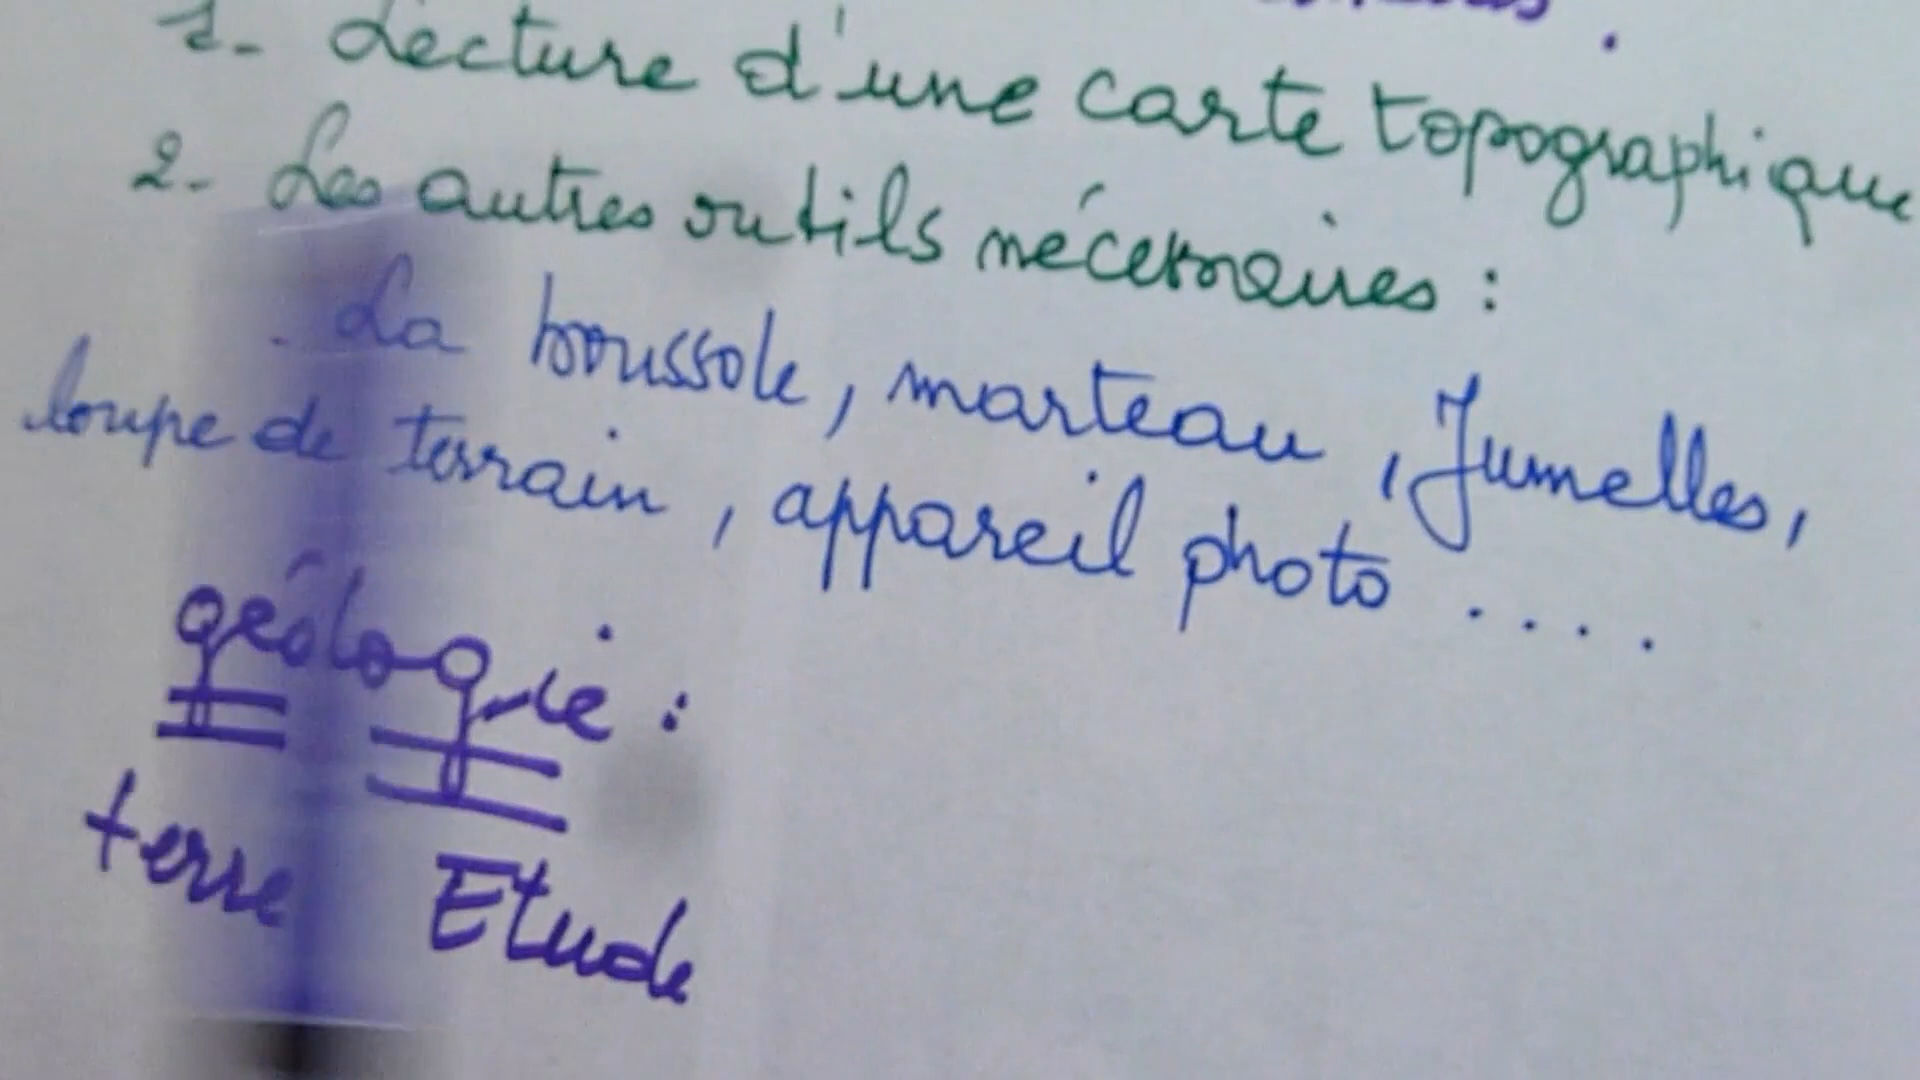 1- Lecture d'une carte topographique
2- Les autres outils nécessaires :
- La boussole, marteau, Jumelles,
loupe de terrain, appareil photo ....
géologie :
terre Etude